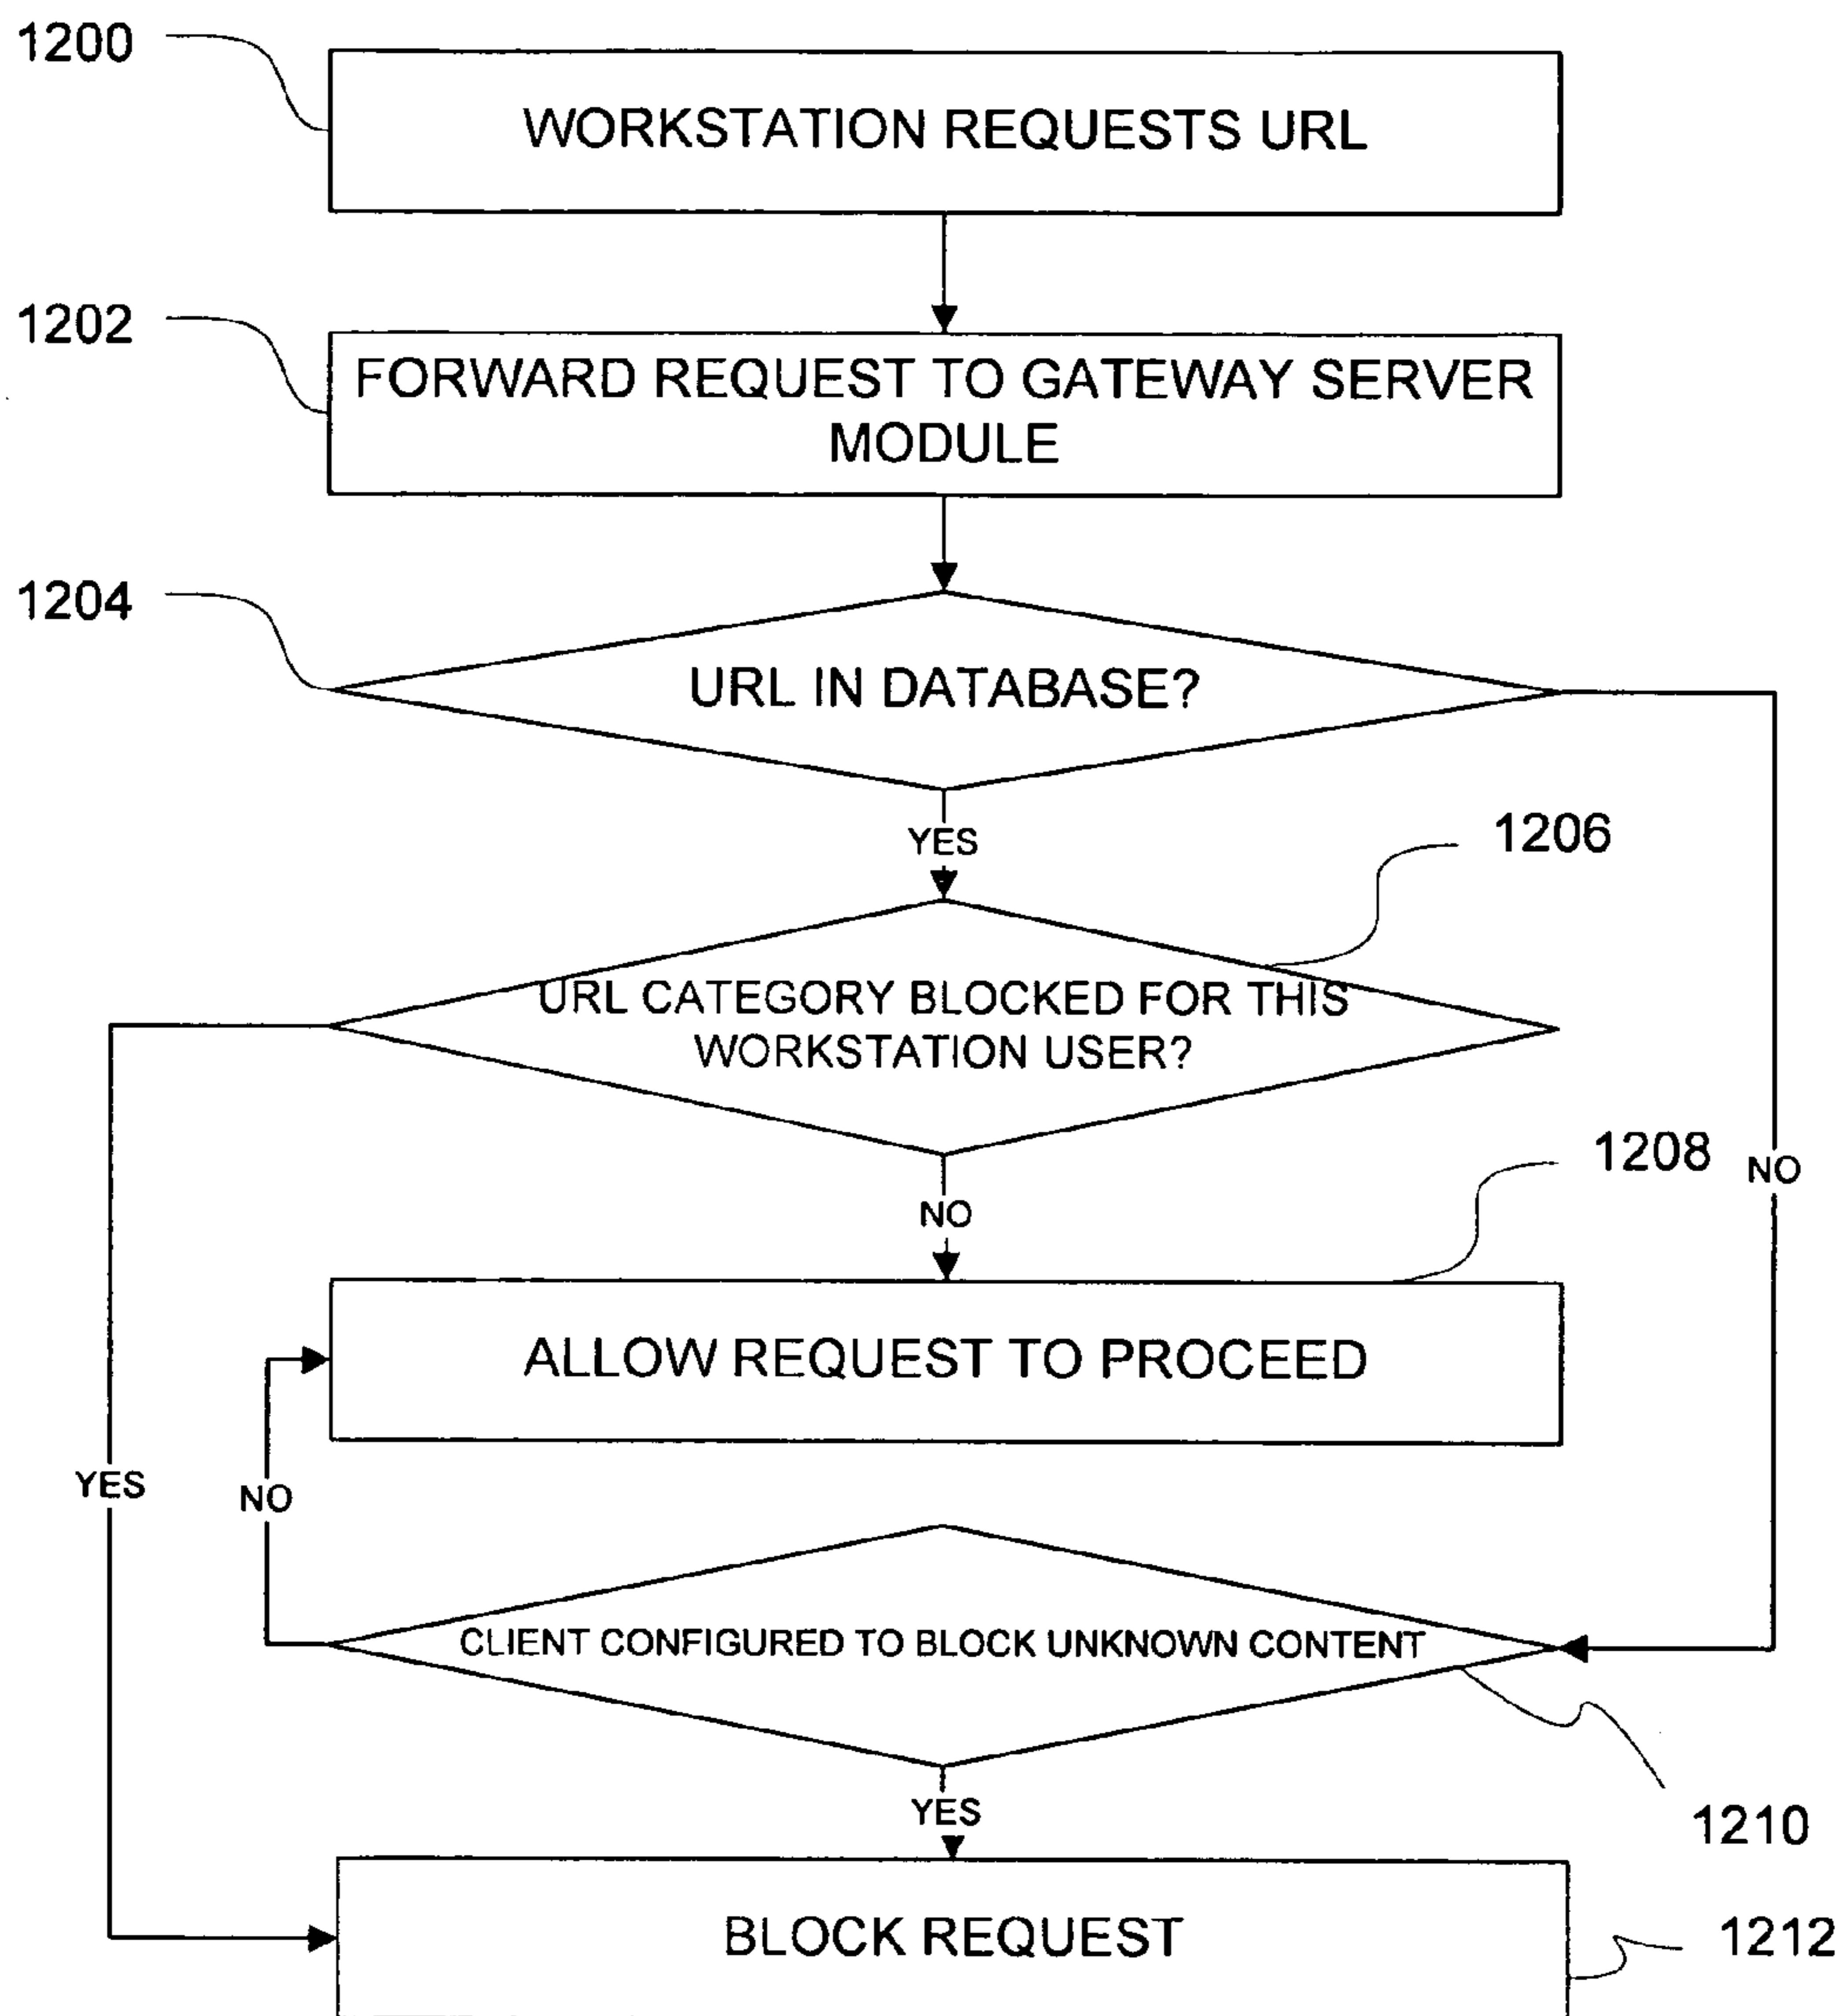 1200
WORKSTATION REQUESTS URL
1202
FORWARD REQUEST TO GATEWAY SERVER
MODULE
1204
URL IN DATABASE?
YES
1206
URL CATEGORY BLOCKED FOR THIS
WORKSTATION USER?
1208
NO
NO
ALLOW REQUEST TO PROCEED
YES
NO
CLIENT CONFIGURED TO BLOCK UNKNOWN CONTENT
YES
1210
BLOCK REQUEST
1212